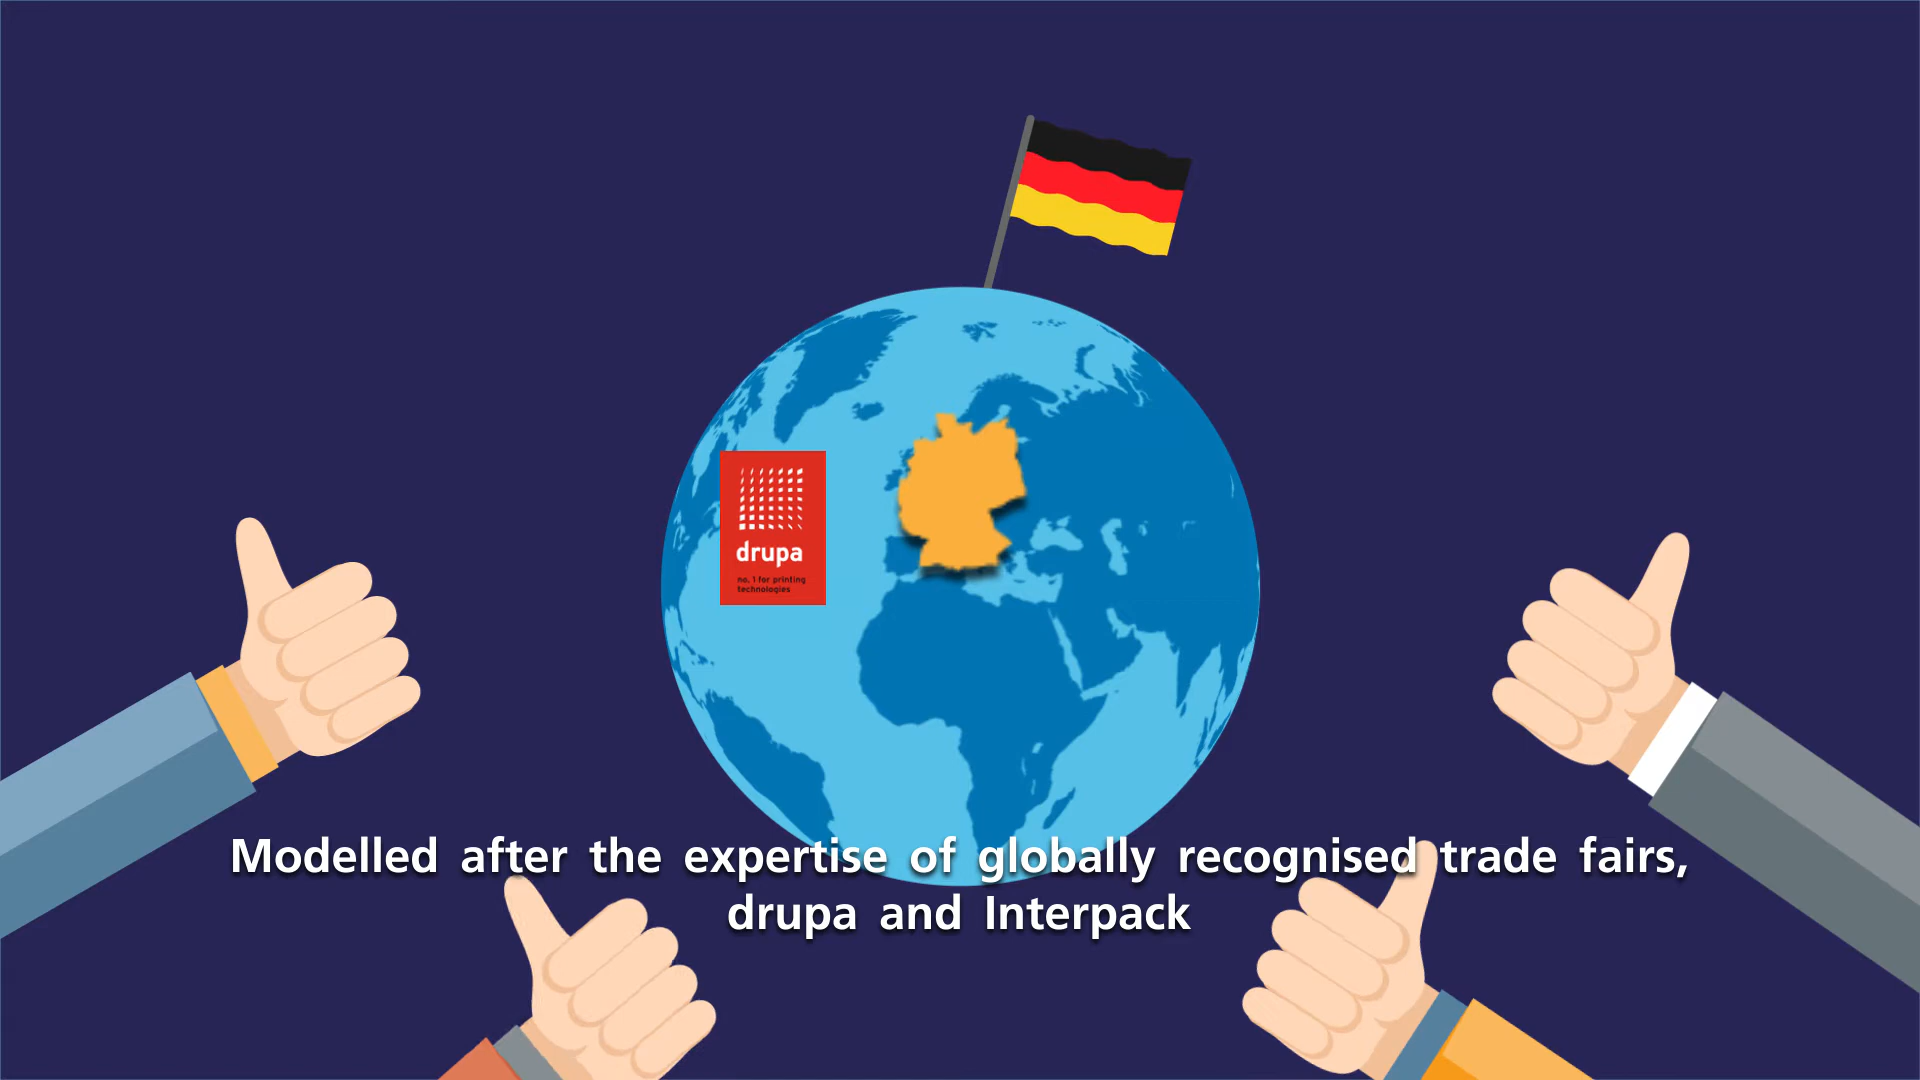 drupa
no. 1 for printing
technologies
Modelled after the expertise of globally recognised trade fairs,
drupa and Interpack